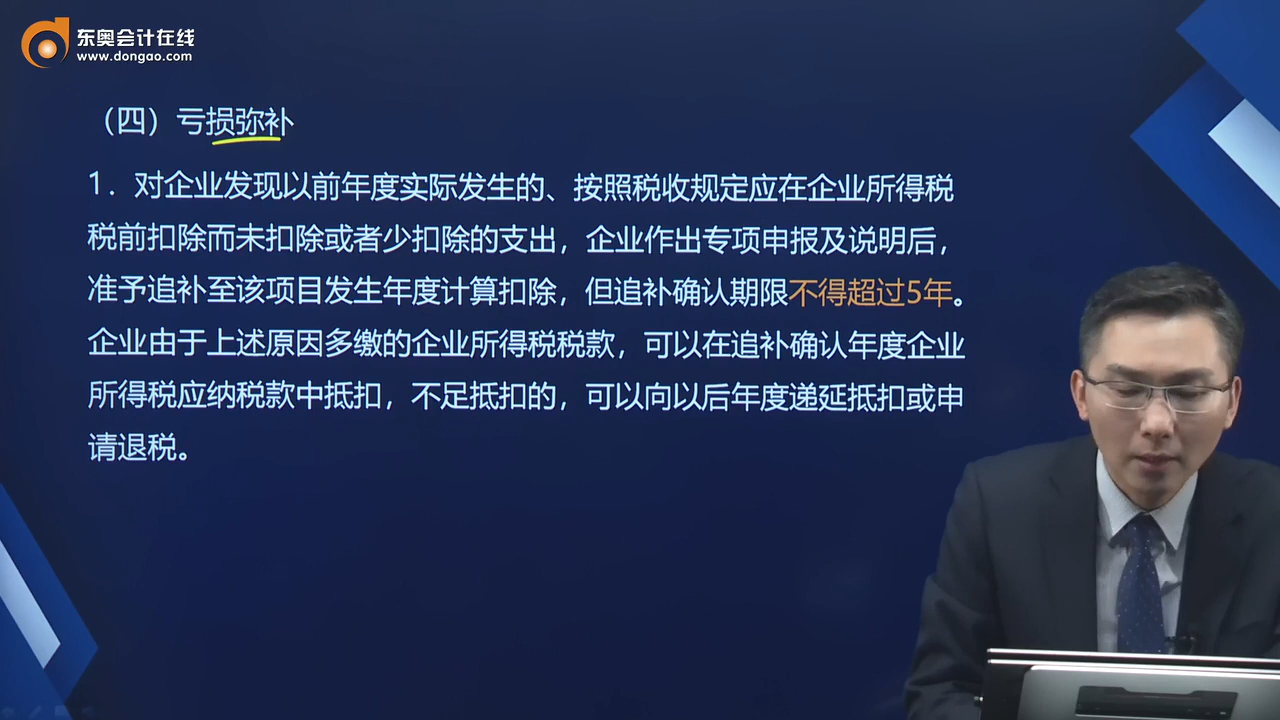 东奥会计在线
www.dongao.com
（四）亏损弥补
1．对企业发现以前年度实际发生的、按照税收规定应在企业所得税
税前扣除而未扣除或者少扣除的支出，企业作出专项申报及说明后，
准予追补至该项目发生年度计算扣除，但追补确认期限不得超过5年。
企业由于上述原因多缴的企业所得税税款，可以在追补确认年度企业
所得税应纳税款中抵扣，不足抵扣的，可以向以后年度递延抵扣或申
请退税。